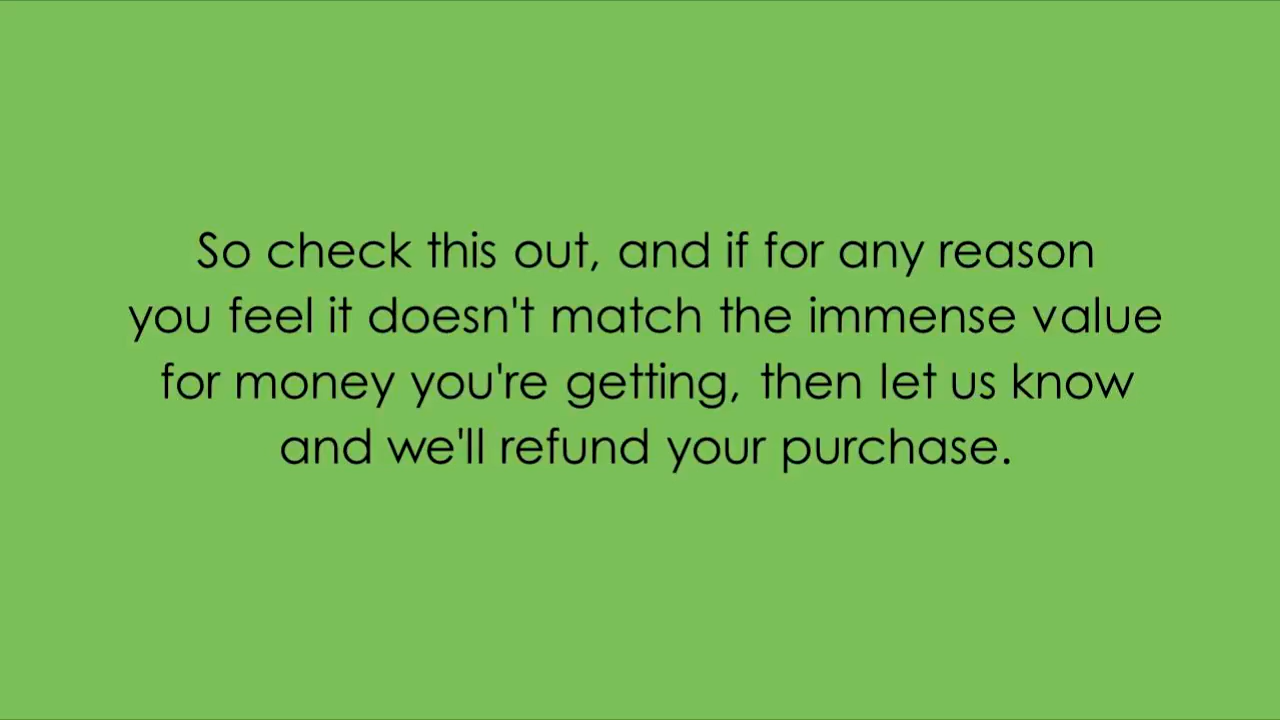 So check this out, and if for any reason
you feel it doesn't match the immense value
for money you're getting, then let us know
and we'll refund your purchase.